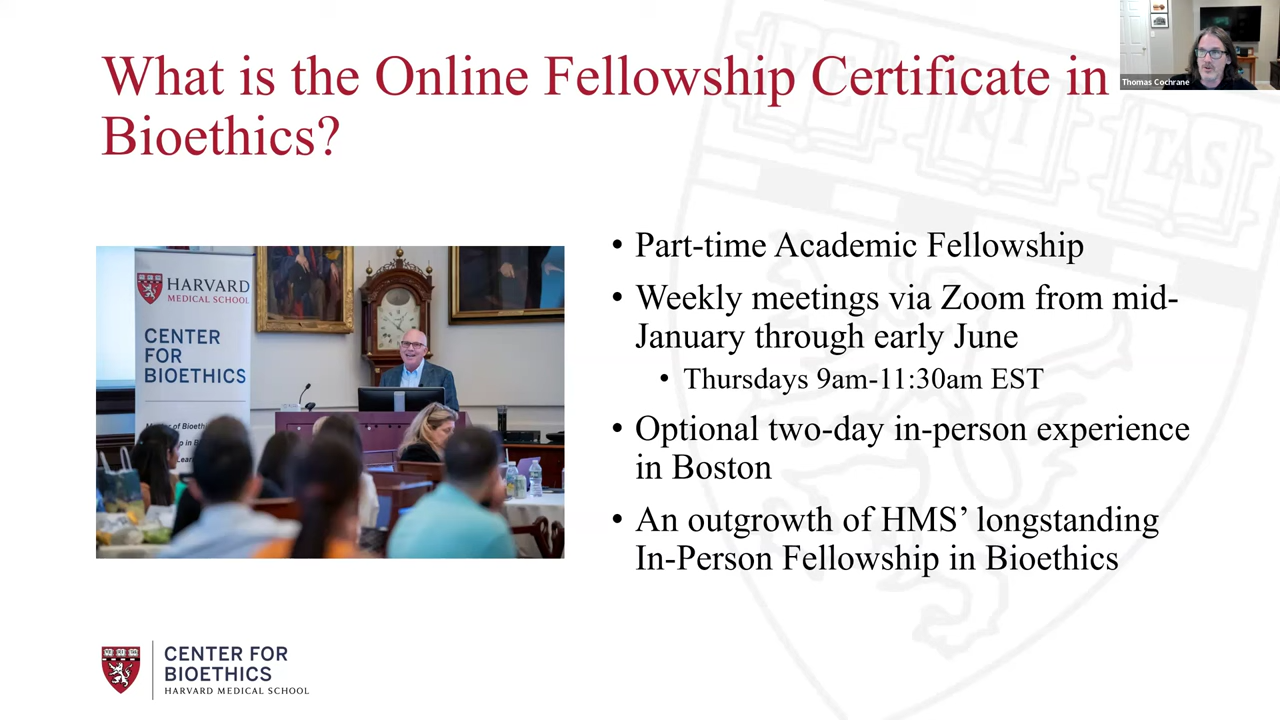 What is the Online Fellowship Certificate in
Bioethics?
Thomas Cochrane
HARVARD
MEDICAL SCHOOL
CENTER
FOR
BIOETHICS
• Part-time Academic Fellowship
• Weekly meetings via Zoom from mid-
January through early June
• Thursdays 9am-11:30am EST
• Optional two-day in-person experience
in Boston
• An outgrowth of HMS’ longstanding
In-Person Fellowship in Bioethics
CENTER FOR
BIOETHICS
HARVARD MEDICAL SCHOOL